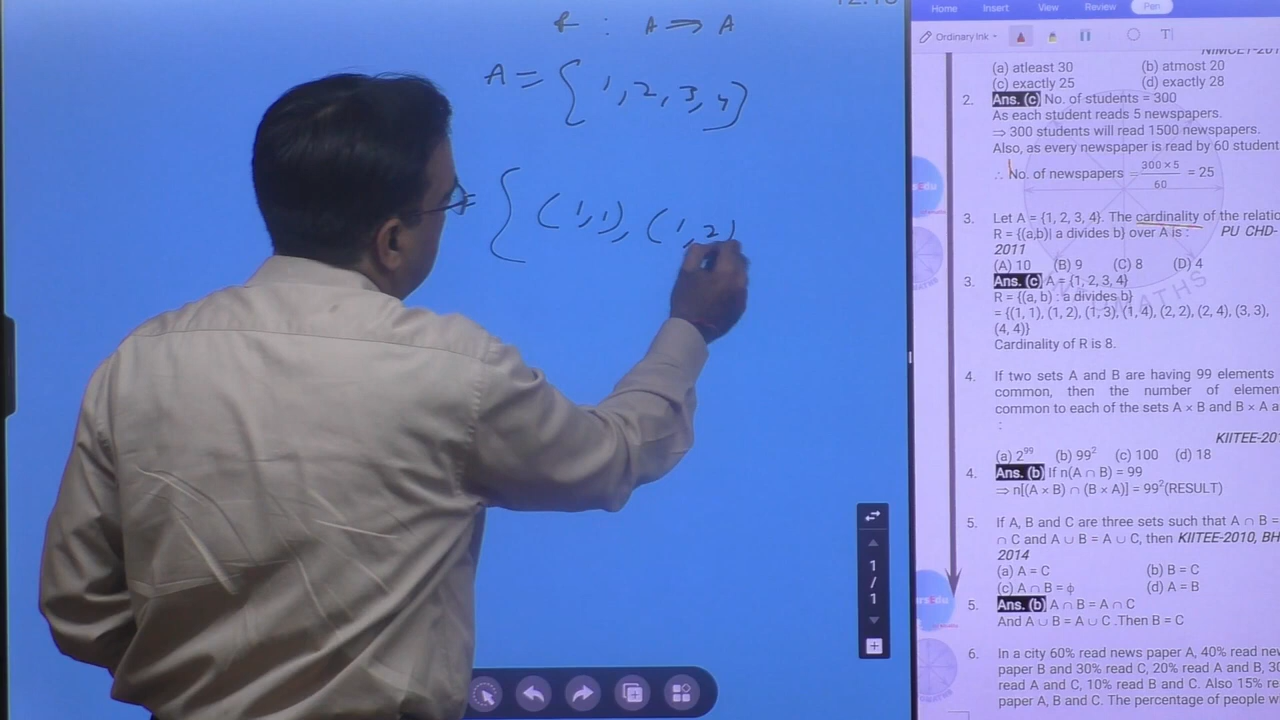 R : A → A
A = { 1, 2, 3, 4}
= { (1,1), (1,2)
1
/
1
Home Insert View Review Pen
Ordinary Ink
(a) atleast 30 (b) atmost 20
(c) exactly 25 (d) exactly 28
2. Ans. (c) No. of students = 300
As each student reads 5 newspapers.
⇒ 300 students will read 1500 newspapers.
Also, as every newspaper is read by 60 student
∴ No. of newspapers = 300 × 5 / 60 = 25
3. Let A = {1, 2, 3, 4}. The cardinality of the relatio
R = {(a,b)| a divides b} over A is : PU CHD-
2011
(A) 10 (B) 9 (C) 8 (D) 4
3. Ans. (c) A = {1, 2, 3, 4}
R = {(a, b) : a divides b}
= {(1, 1), (1, 2), (1, 3), (1, 4), (2, 2), (2, 4), (3, 3),
(4, 4)}
Cardinality of R is 8.
4. If two sets A and B are having 99 elements
common, then the number of elemen
common to each of the sets A × B and B × A a
:
KIITEE-201
(a) 2⁹⁹ (b) 99² (c) 100 (d) 18
4. Ans. (b) If n(A ∩ B) = 99
⇒ n[(A × B) ∩ (B × A)] = 99²(RESULT)
5. If A, B and C are three sets such that A ∩ B =
∩ C and A ∪ B = A ∪ C, then KIITEE-2010, BH
2014
(a) A = C (b) B = C
(c) A ∩ B = ϕ (d) A = B
5. Ans. (b) A ∩ B = A ∩ C
And A ∪ B = A ∪ C .Then B = C
6. In a city 60% read news paper A, 40% read new
paper B and 30% read C, 20% read A and B, 30
read A and C, 10% read B and C. Also 15% re
paper A, B and C. The percentage of people w